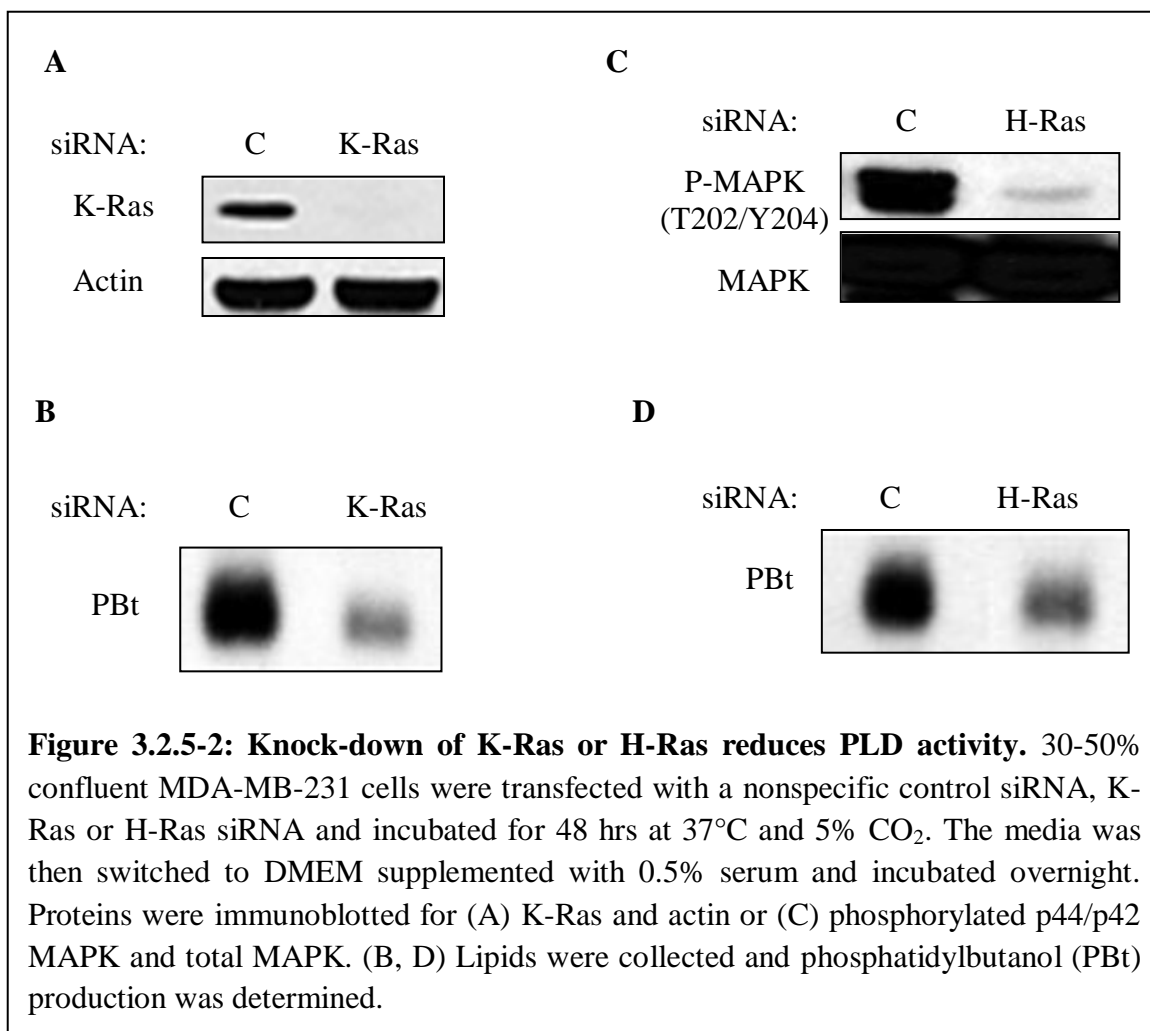 A
siRNA: C K-Ras
K-Ras
Actin
B
siRNA: C K-Ras
PBt
C
siRNA: C H-Ras
P-MAPK
(T202/Y204)
MAPK
D
siRNA: C H-Ras
PBt
Figure 3.2.5-2: Knock-down of K-Ras or H-Ras reduces PLD activity. 30-50%
confluent MDA-MB-231 cells were transfected with a nonspecific control siRNA, K-
Ras or H-Ras siRNA and incubated for 48 hrs at 37°C and 5% CO₂. The media was
then switched to DMEM supplemented with 0.5% serum and incubated overnight.
Proteins were immunoblotted for (A) K-Ras and actin or (C) phosphorylated p44/p42
MAPK and total MAPK. (B, D) Lipids were collected and phosphatidylbutanol (PBt)
production was determined.